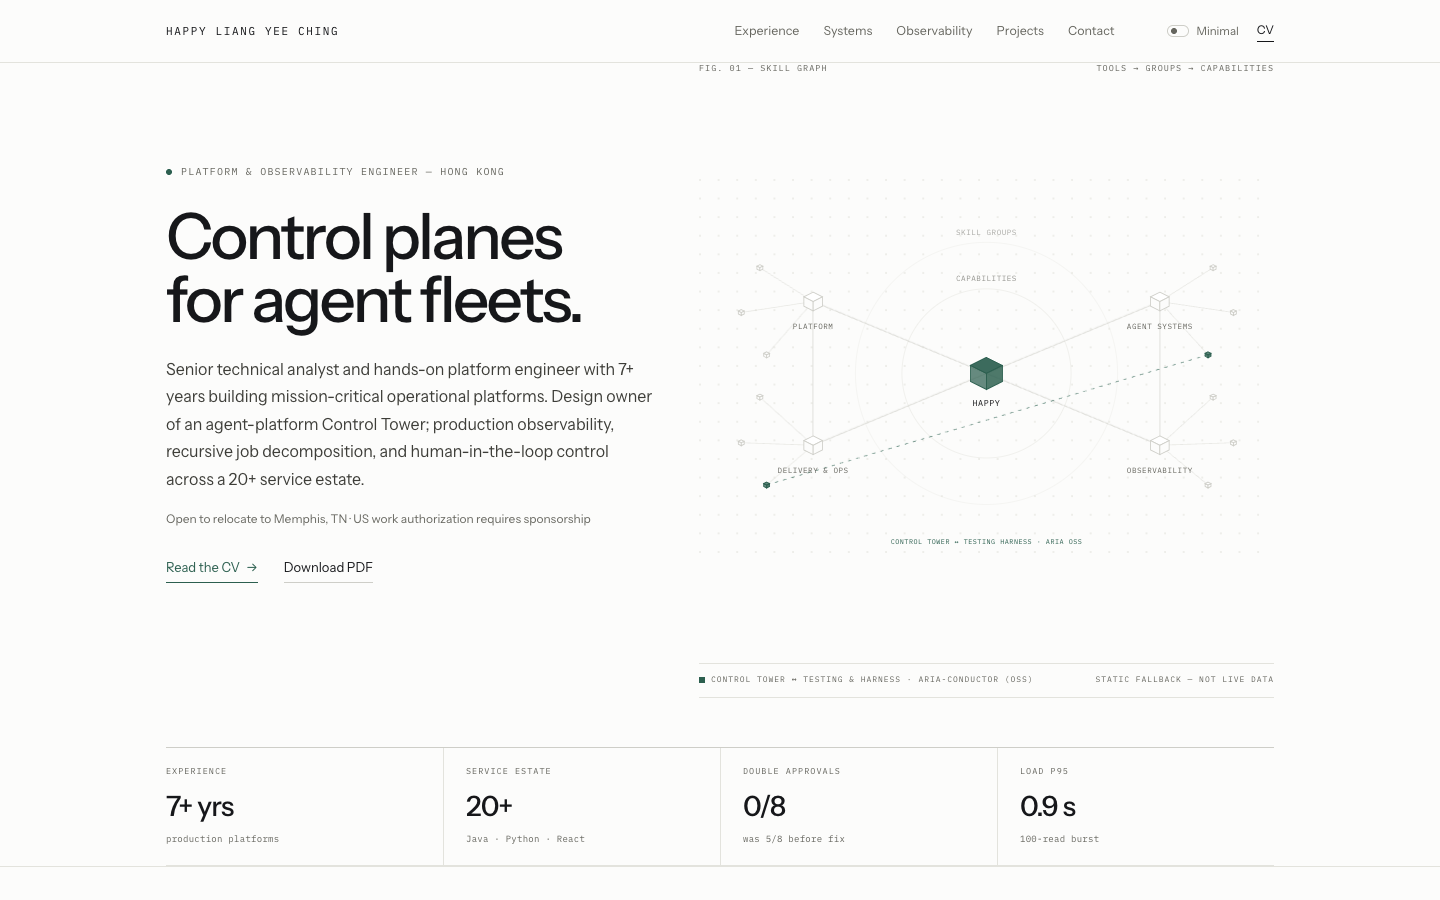 HAPPY LIANG YEE CHING
Experience Systems Observability Projects Contact Minimal CV
FIG. 01 — SKILL GRAPH
TOOLS → GROUPS → CAPABILITIES
PLATFORM & OBSERVABILITY ENGINEER — HONG KONG
Control planes
for agent fleets.
Senior technical analyst and hands-on platform engineer with 7+
years building mission-critical operational platforms. Design owner
of an agent-platform Control Tower; production observability,
recursive job decomposition, and human-in-the-loop control
across a 20+ service estate.
Open to relocate to Memphis, TN · US work authorization requires sponsorship
Read the CV →
Download PDF
SKILL GROUPS
CAPABILITIES
PLATFORM
AGENT SYSTEMS
HAPPY
DELIVERY & OPS
OBSERVABILITY
CONTROL TOWER ↔ TESTING HARNESS · ARIA OSS
CONTROL TOWER ↔ TESTING & HARNESS · ARIA-CONDUCTOR (OSS)
STATIC FALLBACK — NOT LIVE DATA
EXPERIENCE
7+ yrs
production platforms
SERVICE ESTATE
20+
Java · Python · React
DOUBLE APPROVALS
0/8
was 5/8 before fix
LOAD P95
0.9 s
100-read burst